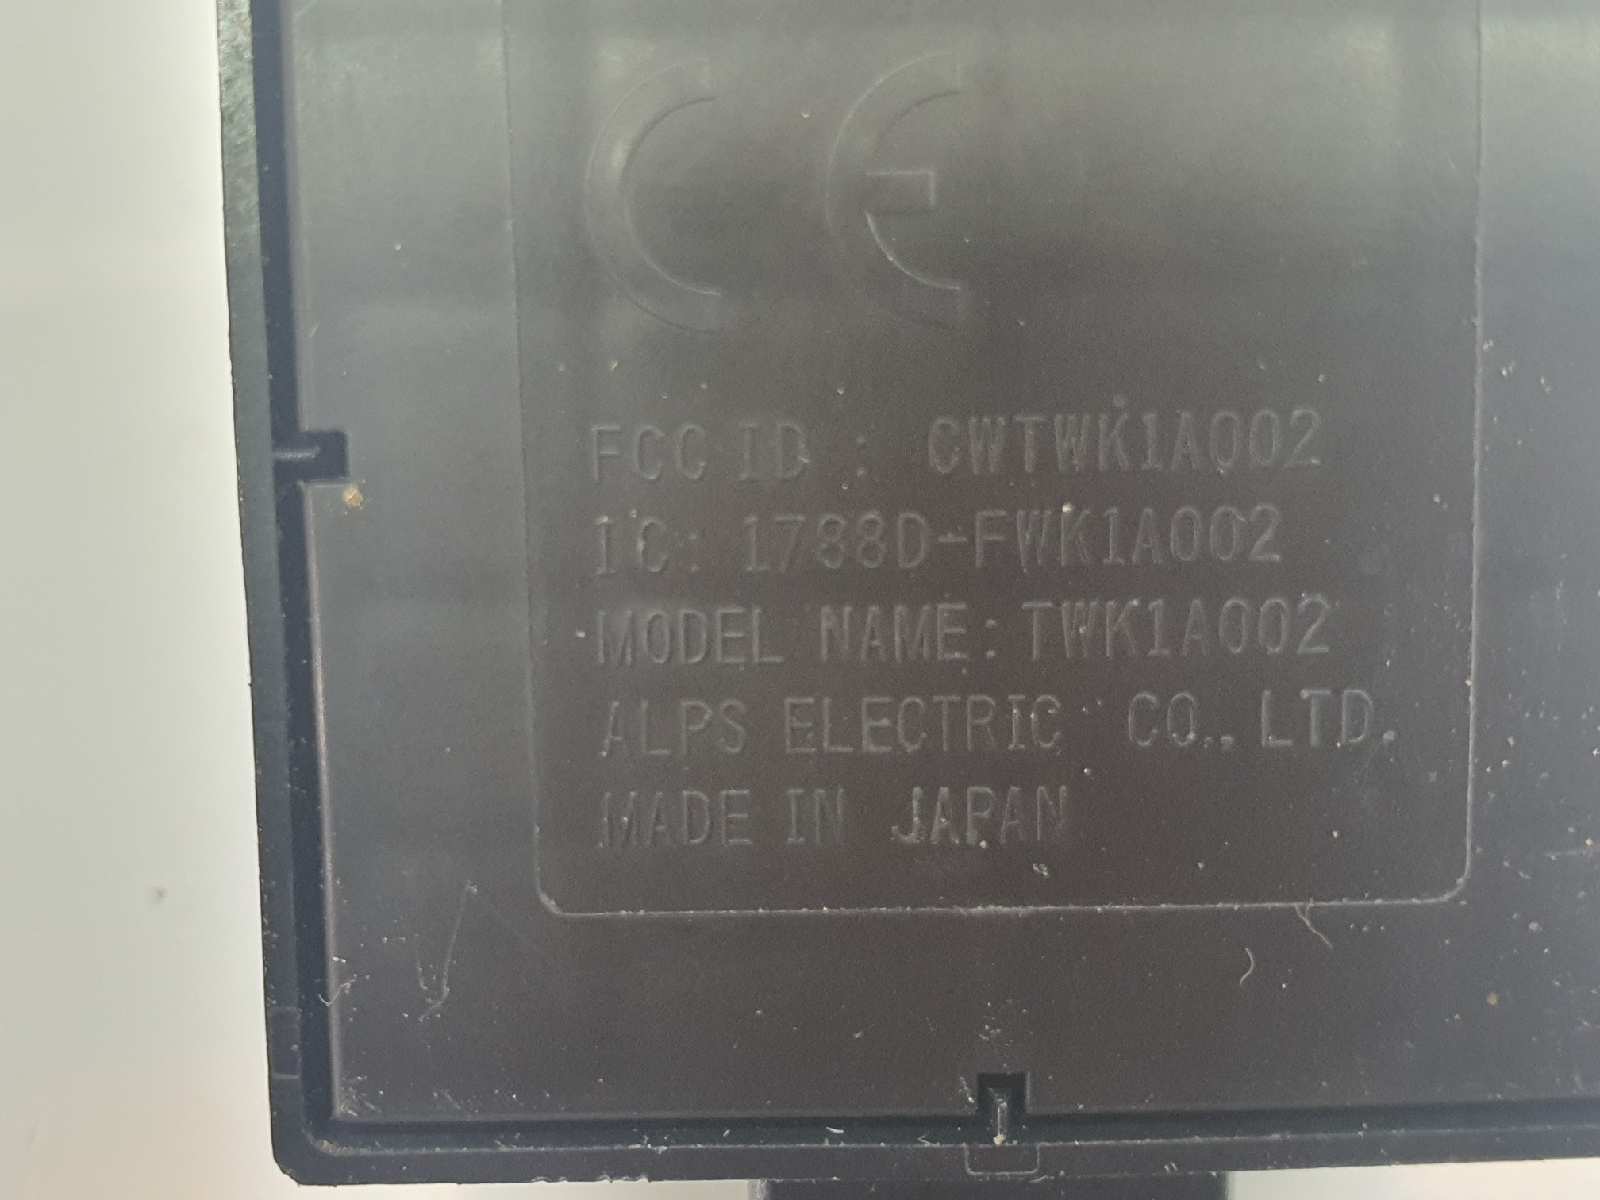 CE
FCC ID : CWTWK1A002
IC: 1788D-FWK1A002
MODEL NAME: TWK1A002
ALPS ELECTRIC CO., LTD.
MADE IN JAPAN